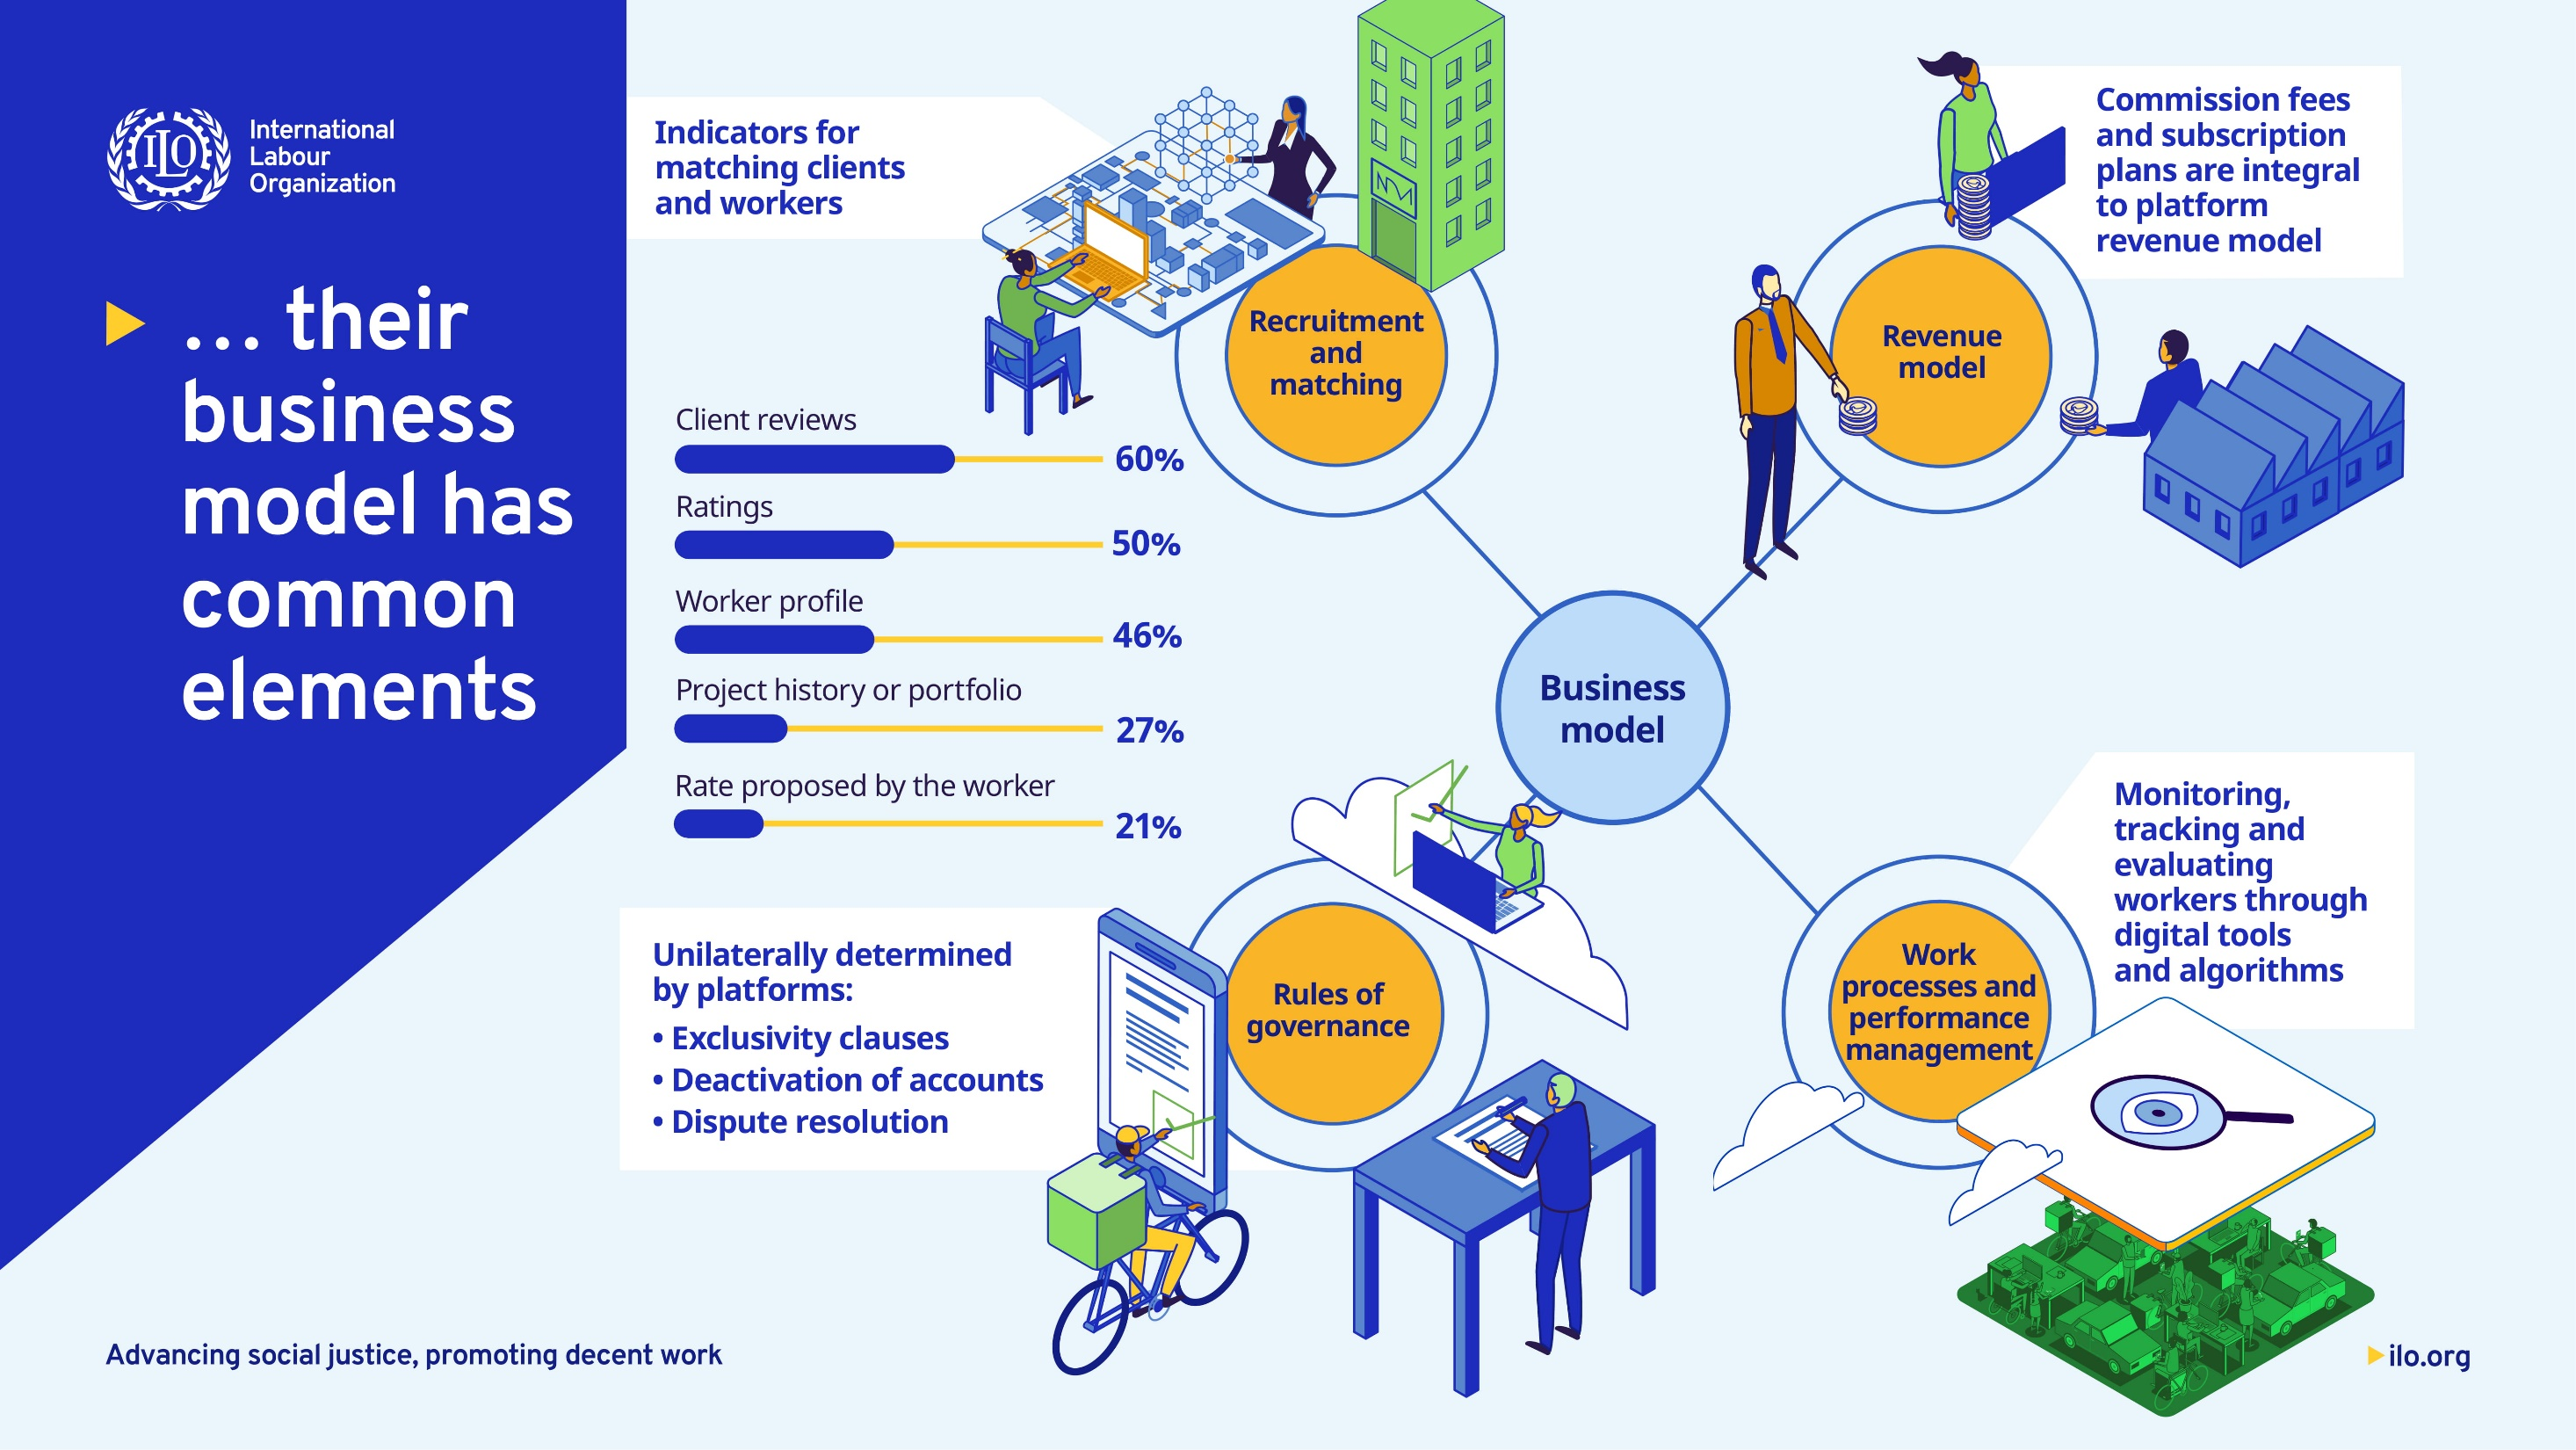 International
Labour
Organization
... their
business
model has
common
elements
Indicators for
matching clients
and workers
Client reviews
60%
Ratings
50%
Worker profile
46%
Project history or portfolio
27%
Rate proposed by the worker
21%
Recruitment
and
matching
Commission fees
and subscription
plans are integral
to platform
revenue model
Revenue
model
Business
model
Unilaterally determined
by platforms:
• Exclusivity clauses
• Deactivation of accounts
• Dispute resolution
Rules of
governance
Monitoring,
tracking and
evaluating
workers through
digital tools
and algorithms
Work
processes and
performance
management
Advancing social justice, promoting decent work
ilo.org